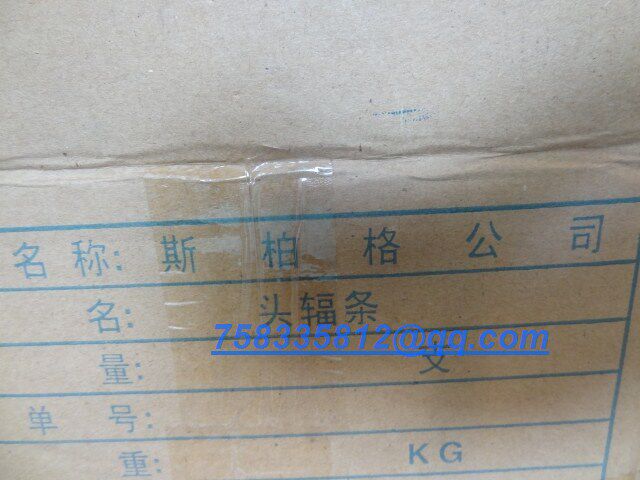 名称: 斯柏格公司
名: 头辐条
758335812@qq.com
量: 支
单号:
重: KG